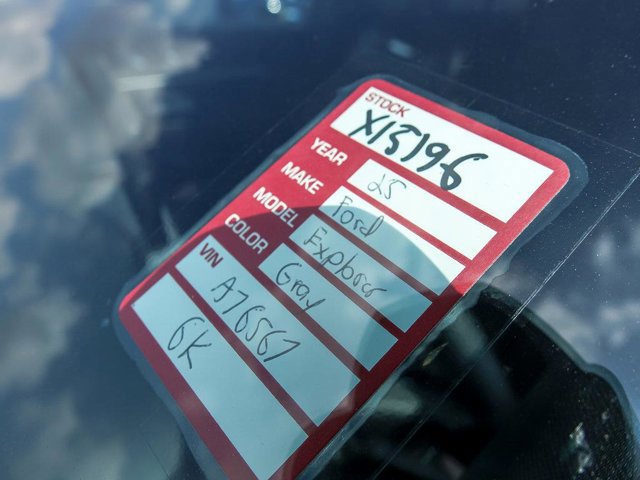 STOCK
X15196
YEAR 25
MAKE Ford
MODEL Explorer
COLOR Gray
VIN A76567
6K